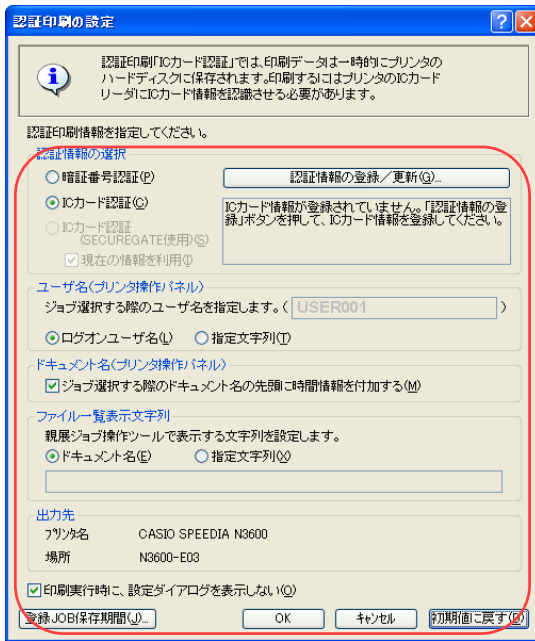 認証印刷の設定
認証印刷「ICカード認証」では、印刷データは一時的にプリンタの
ハードディスクに保存されます。印刷するにはプリンタのICカード
リーダにICカード情報を認識させる必要があります。
認証印刷情報を指定してください。
認証情報の選択
暗証番号認証(P)
認証情報の登録／更新(G)...
ICカード認証(C)
ICカード情報が登録されていません。「認証情報の登
録」ボタンを押して、ICカード情報を登録してください。
ICカード認証
(SECUREGATE使用)(S)
現在の情報を利用(I)
ユーザ名(プリンタ操作パネル)
ジョブ選択する際のユーザ名を指定します。( USER001 )
ログオンユーザ名(L)
指定文字列(T)
ドキュメント名(プリンタ操作パネル)
ジョブ選択する際のドキュメント名の先頭に時間情報を付加する(M)
ファイル一覧表示文字列
親展ジョブ操作ツールで表示する文字列を設定します。
ドキュメント名(E)
指定文字列(X)
出力先
プリンタ名 CASIO SPEEDIA N3600
場所 N3600-E03
印刷実行時に、設定ダイアログを表示しない(O)
登録JOB保存期間(J)...
OK
キャンセル
初期値に戻す(D)